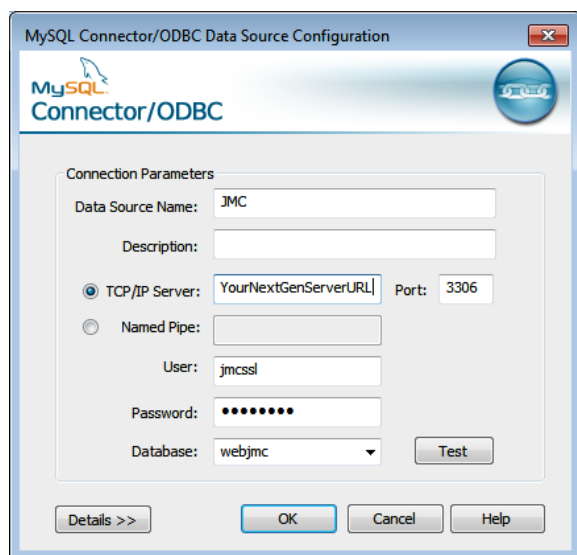 MySQL Connector/ODBC Data Source Configuration
MySQL
Connector/ODBC
Connection Parameters
Data Source Name: JMC
Description:
TCP/IP Server: YourNextGenServerURL Port: 3306
Named Pipe:
User: jmcssl
Password: ••••••••
Database: webjmc Test
Details >> OK Cancel Help